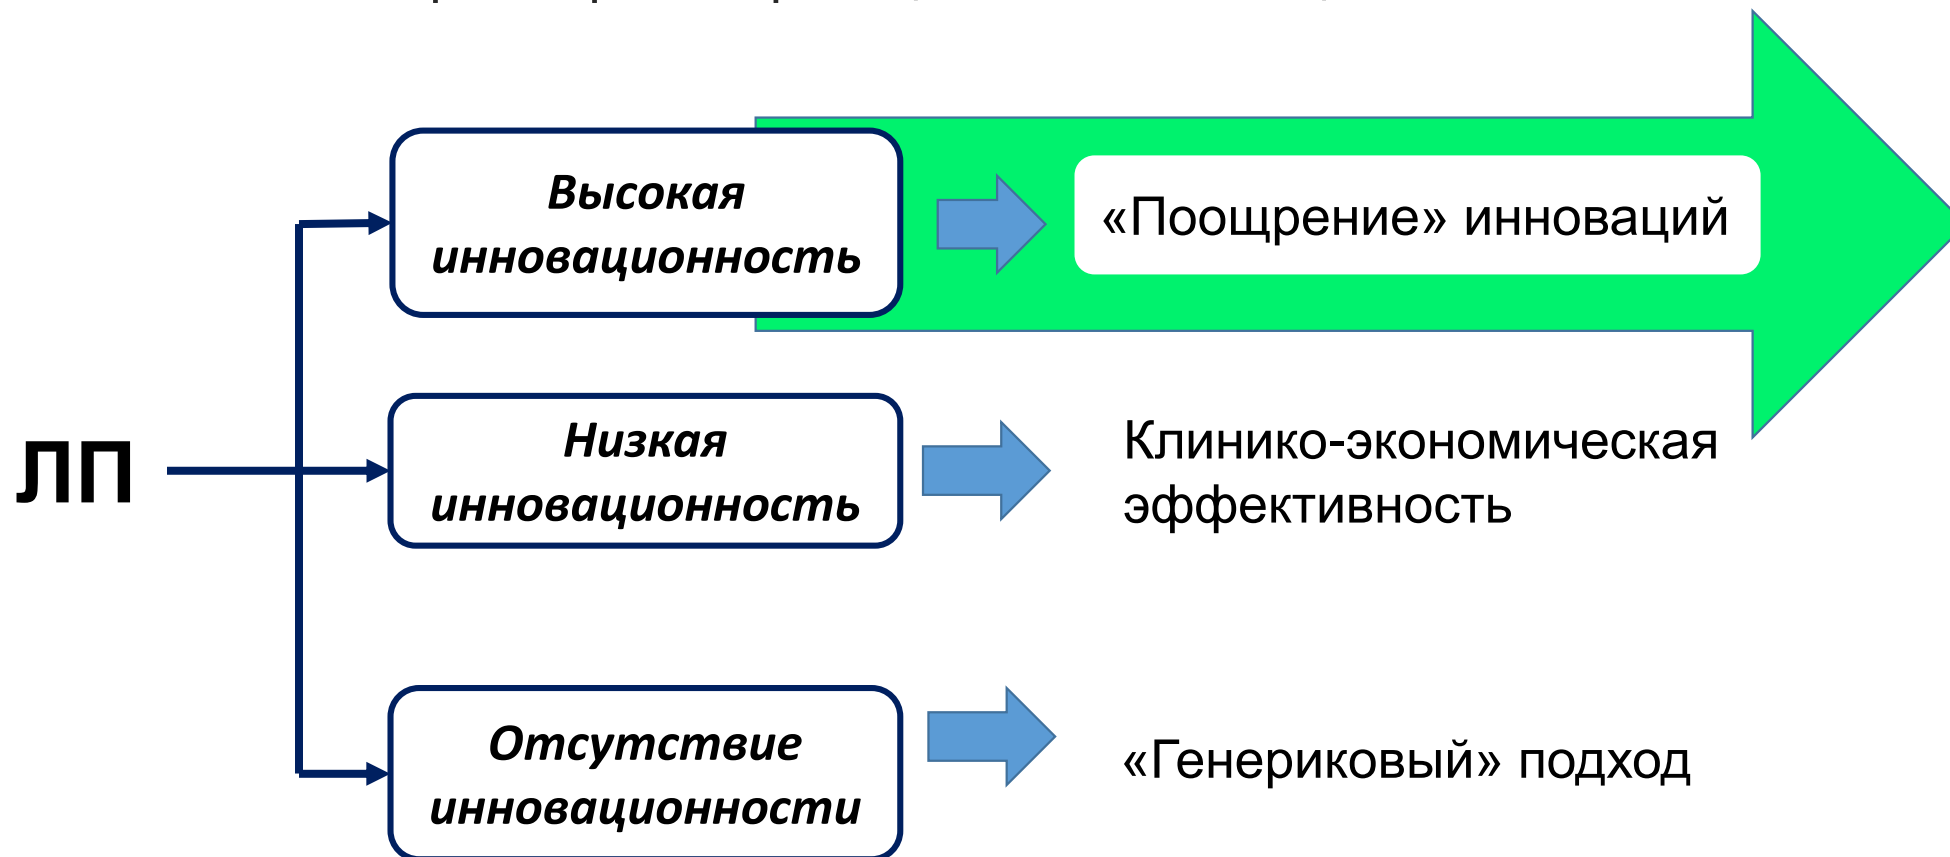 Высокая
инновационность
«Поощрение» инноваций
ЛП
Низкая
инновационность
Клинико-экономическая
эффективность
Отсутствие
инновационности
«Генериковый» подход